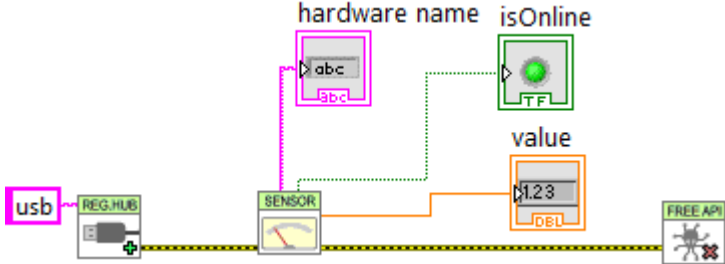 hardware name
isOnline
abc
abc
TF
value
usb
REG.HUB
SENSOR
1.23
DBL
FREE API